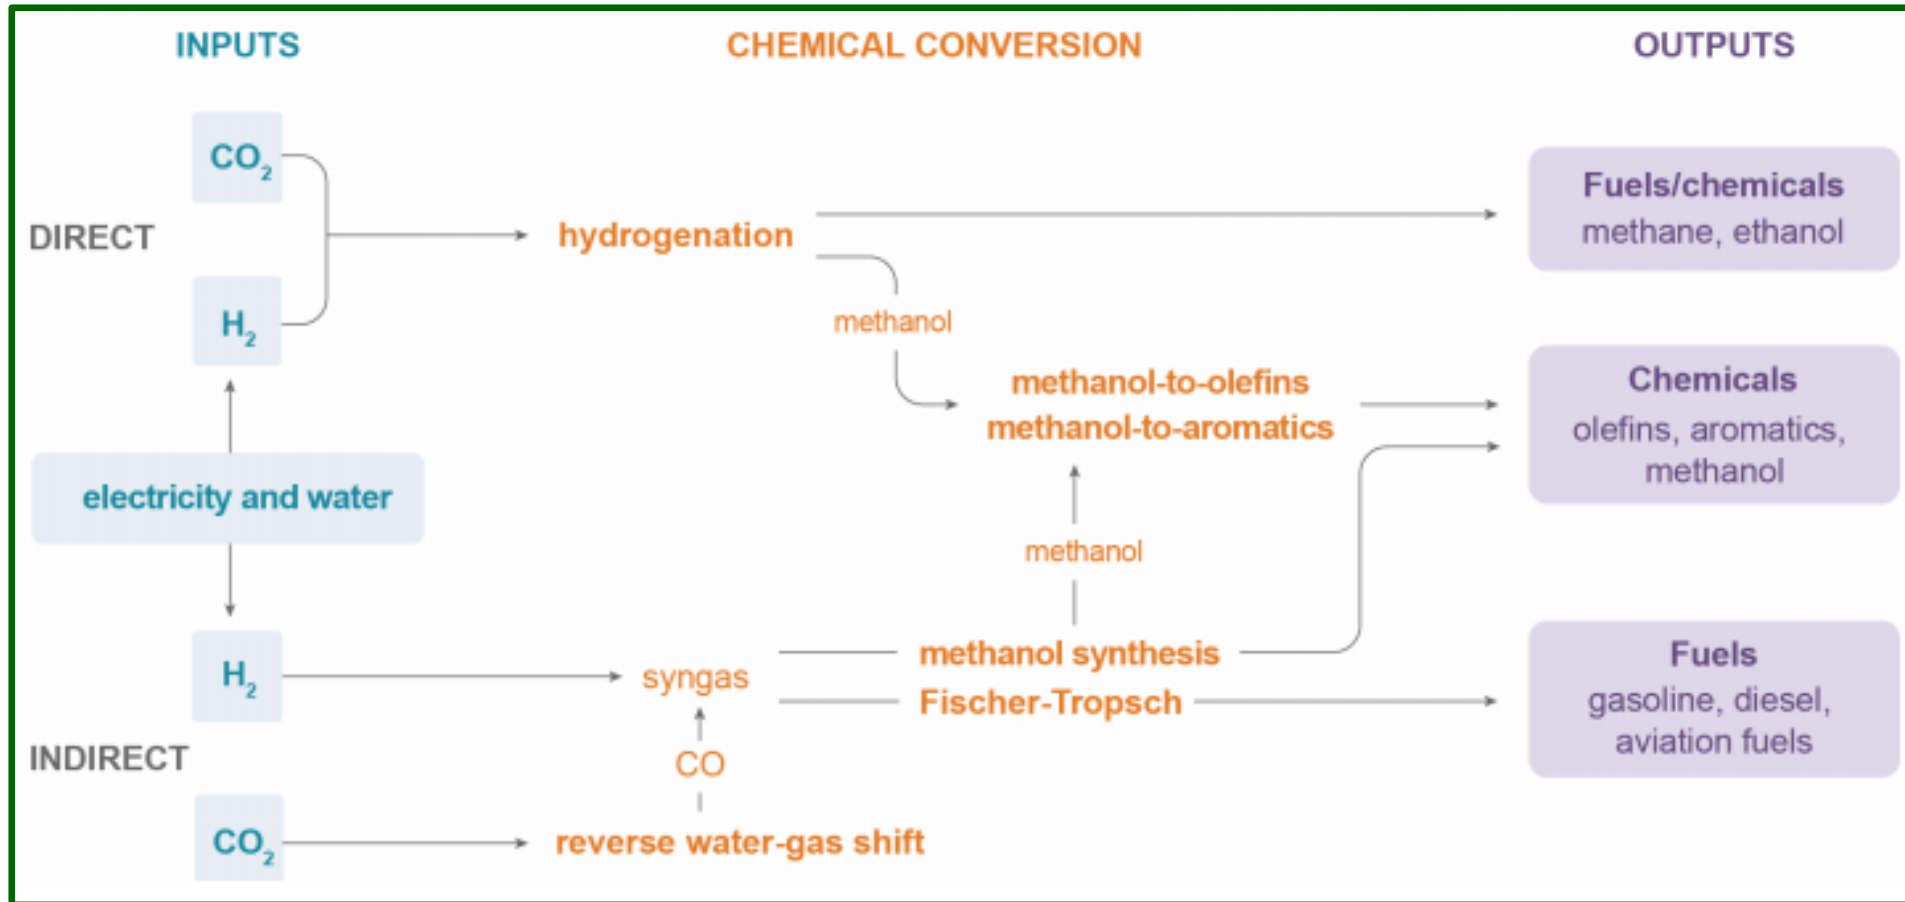 INPUTS
CHEMICAL CONVERSION
OUTPUTS
CO₂
DIRECT
H₂
hydrogenation
methanol
Fuels/chemicals
methane, ethanol
methanol-to-olefins
methanol-to-aromatics
Chemicals
olefins, aromatics,
methanol
electricity and water
methanol
H₂
syngas
methanol synthesis
Fischer-Tropsch
Fuels
gasoline, diesel,
aviation fuels
INDIRECT
CO
CO₂
reverse water-gas shift